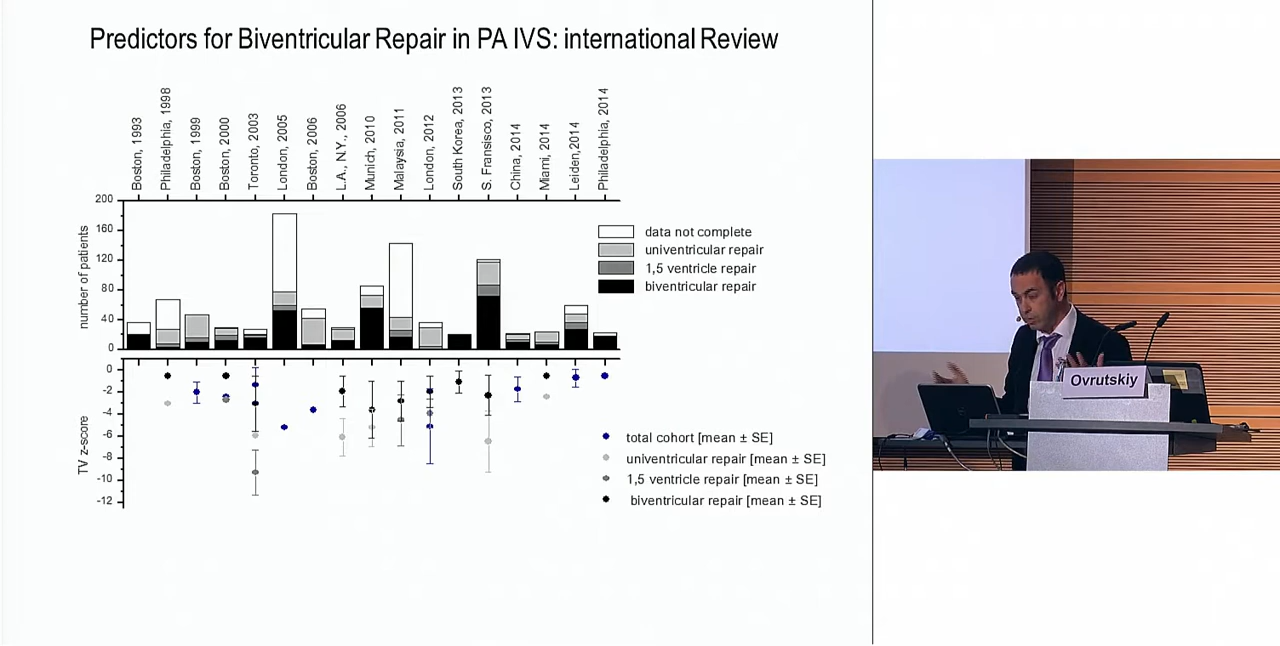 Predictors for Biventricular Repair in PA IVS: international Review
Boston, 1993
Philadelphia, 1998
Boston, 1999
Boston, 2000
Toronto, 2003
London, 2005
Boston, 2006
L.A., N.Y., 2006
Munich, 2010
Malaysia, 2011
London, 2012
South Korea, 2013
S. Fransisco, 2013
China, 2014
Miami, 2014
Leiden,2014
Philadelphia, 2014
number of patients
200
160
120
80
40
0
data not complete
univentricular repair
1,5 ventricle repair
biventricular repair
TV z-score
0
-2
-4
-6
-8
-10
-12
total cohort [mean ± SE]
univentricular repair [mean ± SE]
1,5 ventricle repair [mean ± SE]
biventricular repair [mean ± SE]
Ovrutskiy